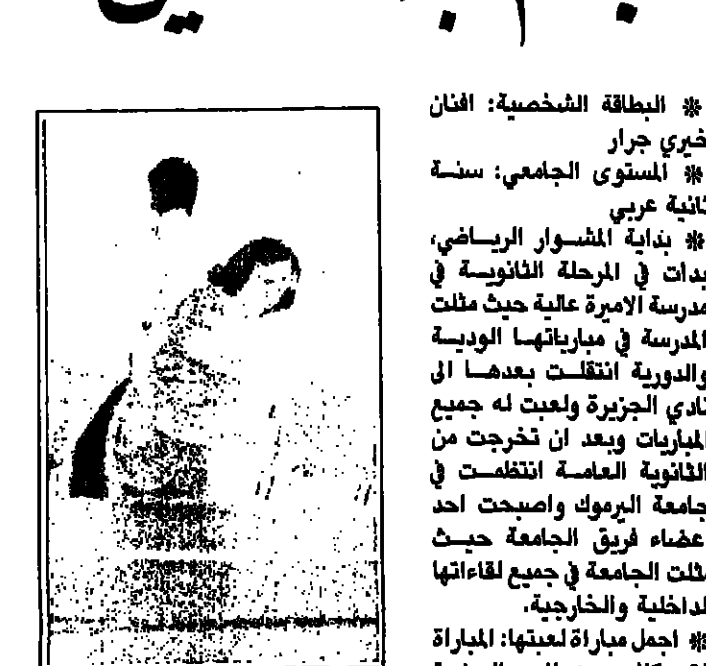 ❊ البطاقة الشخصية: افنان
خيري جرار
❊ المستوى الجامعي: سنة
ثانية عربي
❊ بداية المشوار الرياضي،
بدات في المرحلة الثانوية في
مدرسة الاميرة عالية حيث مثلت
المدرسة في مبارياتها الودية
والدورية انتقلت بعدها الى
نادي الجزيرة ولعبت له جميع
المباريات وبعد ان تخرجت من
الثانوية العامة انتظمت في
جامعة اليرموك واصبحت احد
اعضاء فريق الجامعة حيث
مثلت الجامعة في جميع لقاءاتها
الداخلية والخارجية.
❊ اجمل مباراة لعبتها: المباراة